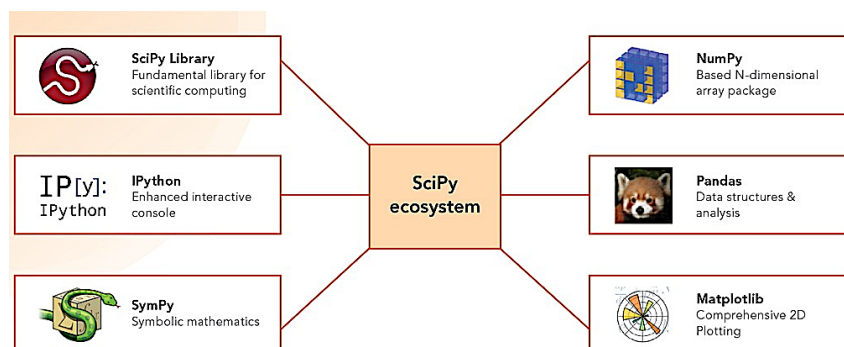 SciPy Library
Fundamental library for
scientific computing
IP[y]:
IPython
IPython
Enhanced interactive
console
SymPy
Symbolic mathematics
SciPy
ecosystem
NumPy
Based N-dimensional
array package
Pandas
Data structures &
analysis
Matplotlib
Comprehensive 2D
Plotting